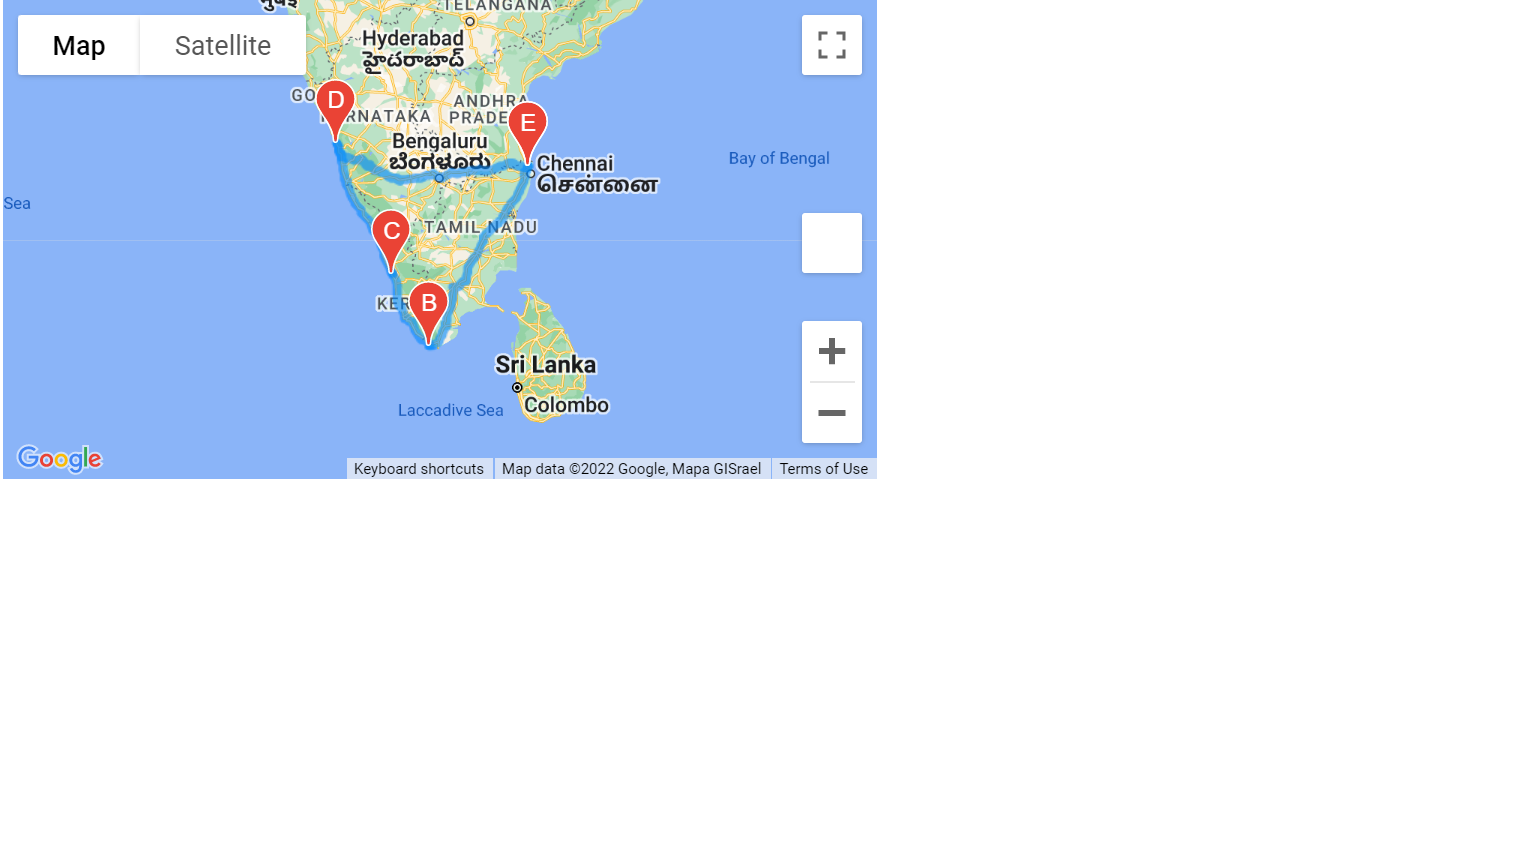 TELANGANA
Map
Satellite
Hyderabad
హైదరాబాద్
GO
D
RNATAKA
ANDHRA
PRADE
E
Bengaluru
ಬೆಂಗಳೂರು
Chennai
சென்னை
Bay of Bengal
Sea
C
TAMIL NADU
KER
B
Sri Lanka
Colombo
Laccadive Sea
Google
Keyboard shortcuts
Map data ©2022 Google, Mapa GISrael
Terms of Use